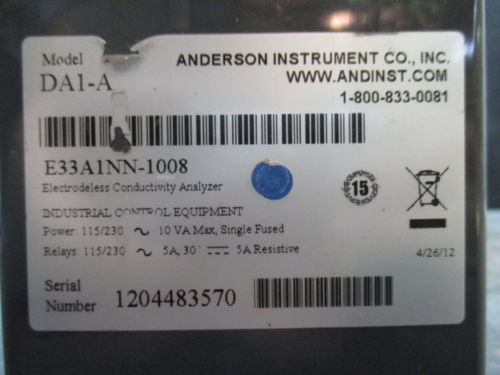 Model
DA1-A
ANDERSON INSTRUMENT CO., INC.
WWW.ANDINST.COM
1-800-833-0081
E33A1NN-1008
Electrodeless Conductivity Analyzer
INDUSTRIAL CONTROL EQUIPMENT
Power: 115/230 ~ 10 VA Max, Single Fused
Relays: 115/230 ~ 5A, 30 5A Resistive
15
4/26/12
Serial
Number 1204483570